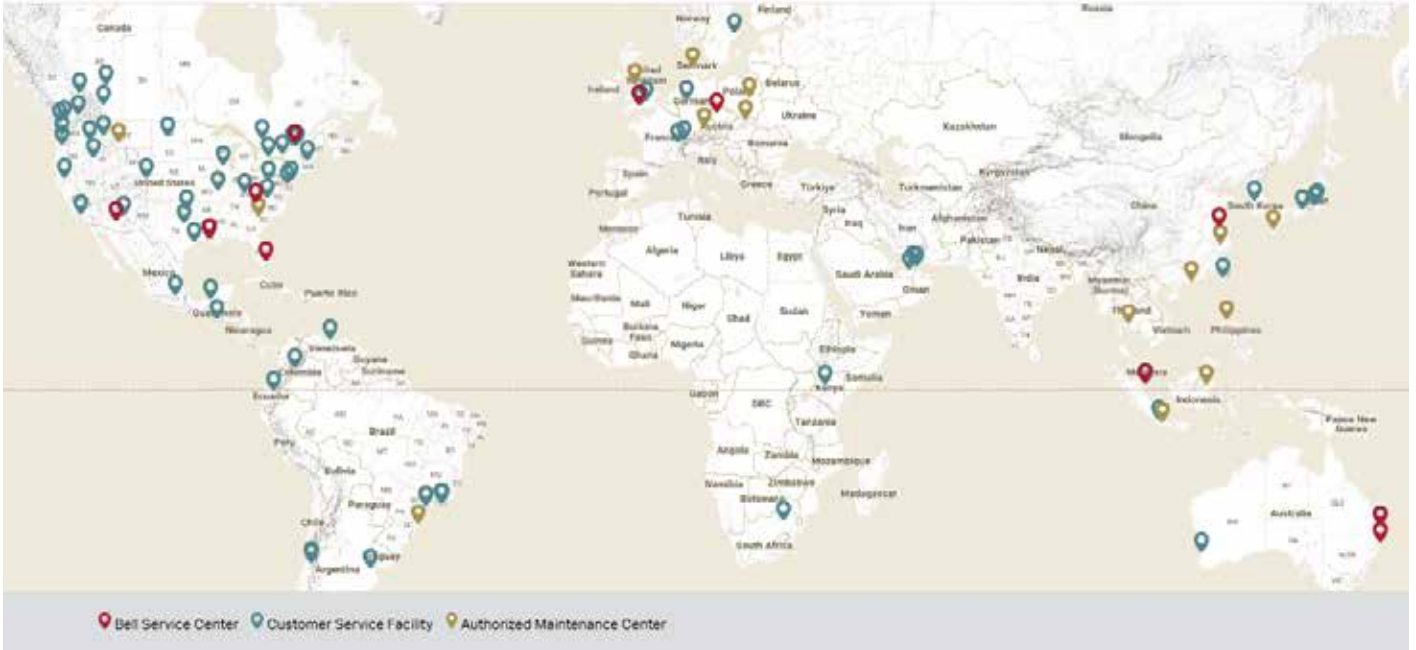 Canada
Norway
Finland
Russia
Denmark
United Kingdom
Ireland
Belarus
Poland
Germany
Ukraine
Austria
France
Kazakhstan
Mongolia
Romania
Italy
Kyrgyzstan
United States
Spain
Portugal
Greece
Türkiye
Turkmenistan
China
South Korea
Tunisia
Syria
Iraq
Iran
Afghanistan
Morocco
Algeria
Libya
Egypt
Pakistan
Nepal
Western Sahara
Saudi Arabia
India
Mexico
Cuba
Puerto Rico
Oman
Myanmar (Burma)
Mauritania
Mali
Niger
Chad
Sudan
Yemen
Thailand
Guatemala
Nicaragua
Burkina Faso
Vietnam
Philippines
Guinea
Ghana
Nigeria
Ethiopia
Venezuela
Guyana
Suriname
Colombia
Somalia
Malaysia
Kenya
Ecuador
Gabon
Indonesia
DRC
Papua New Guinea
Tanzania
Brazil
Peru
Angola
Zambia
Mozambique
Bolivia
Namibia
Zimbabwe
Botswana
Madagascar
Paraguay
Australia
Chile
South Africa
Uruguay
Argentina
Bell Service Center Customer Service Facility Authorized Maintenance Center